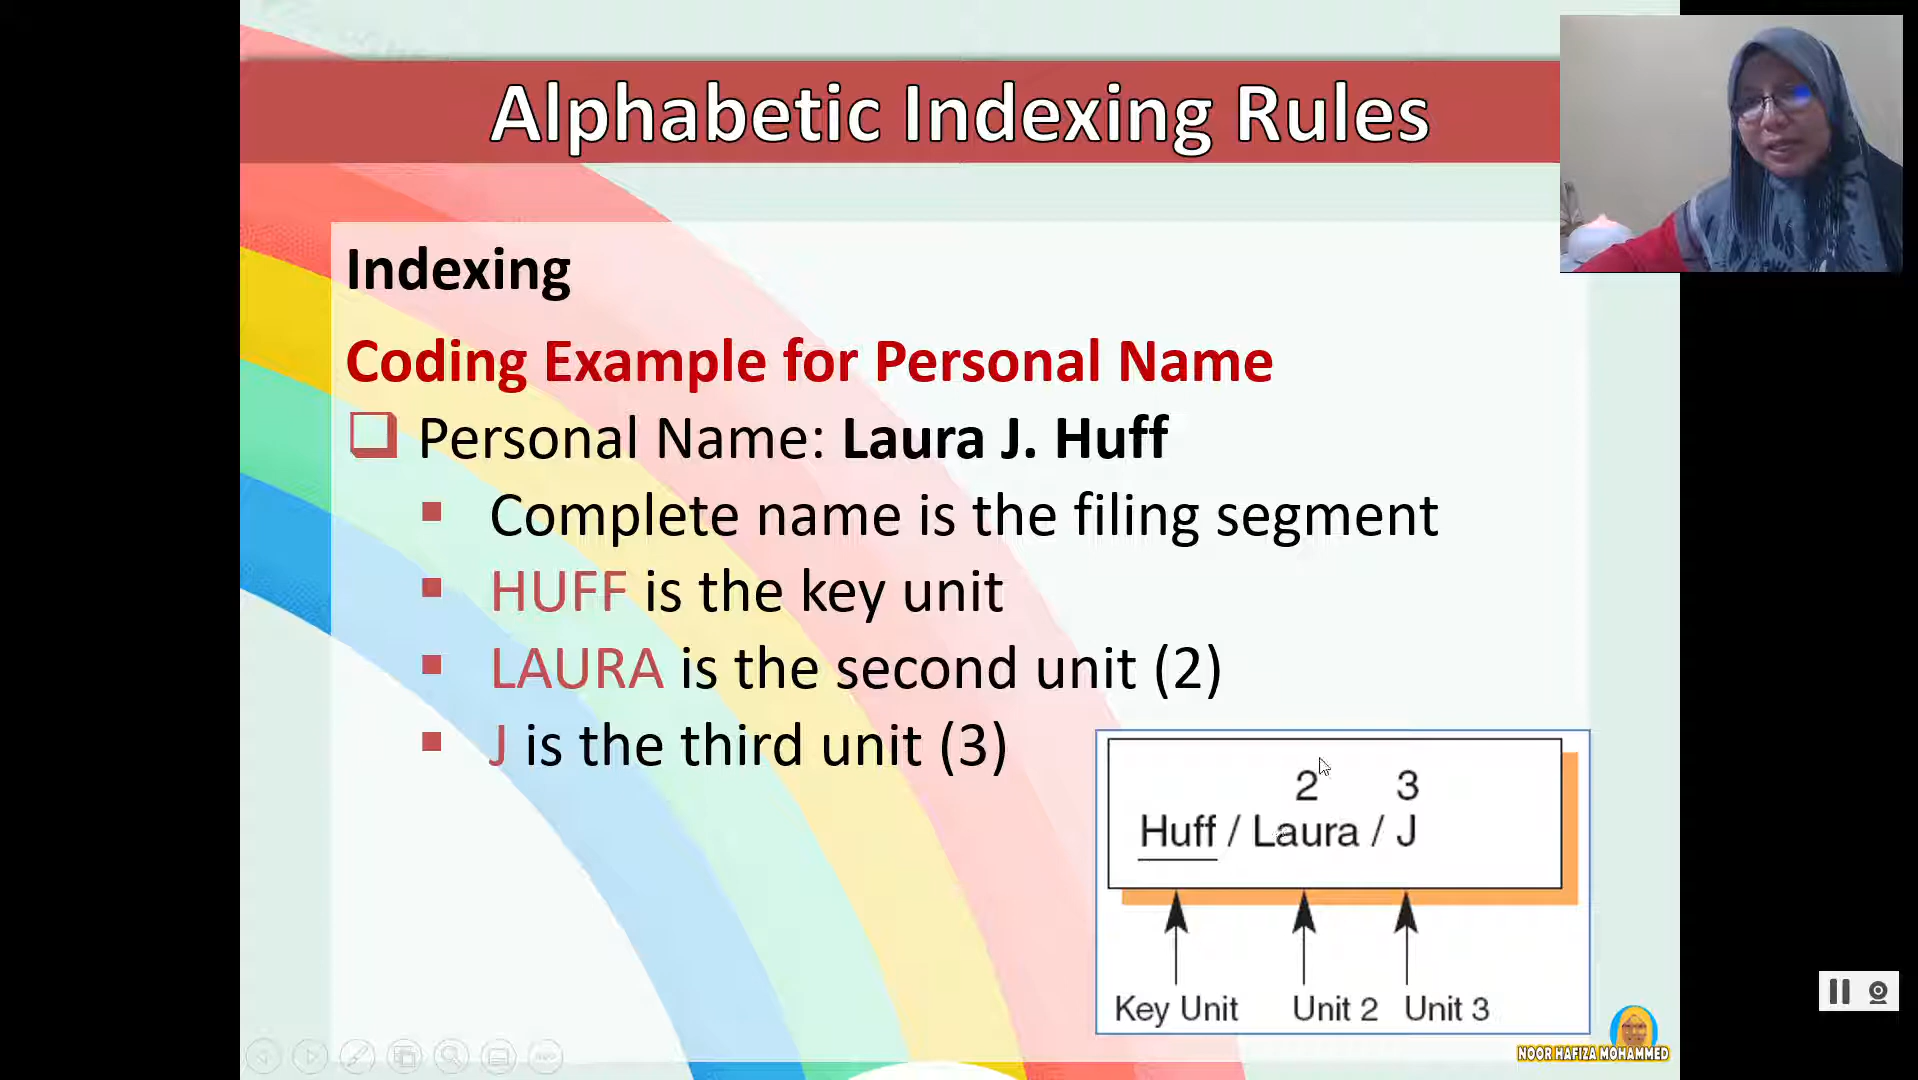 Alphabetic Indexing Rules
Indexing
Coding Example for Personal Name
Personal Name: Laura J. Huff
Complete name is the filing segment
HUFF is the key unit
LAURA is the second unit (2)
J is the third unit (3)
2 3
Huff / Laura / J
Key Unit Unit 2 Unit 3
NOOR HAFIZA MOHAMMED